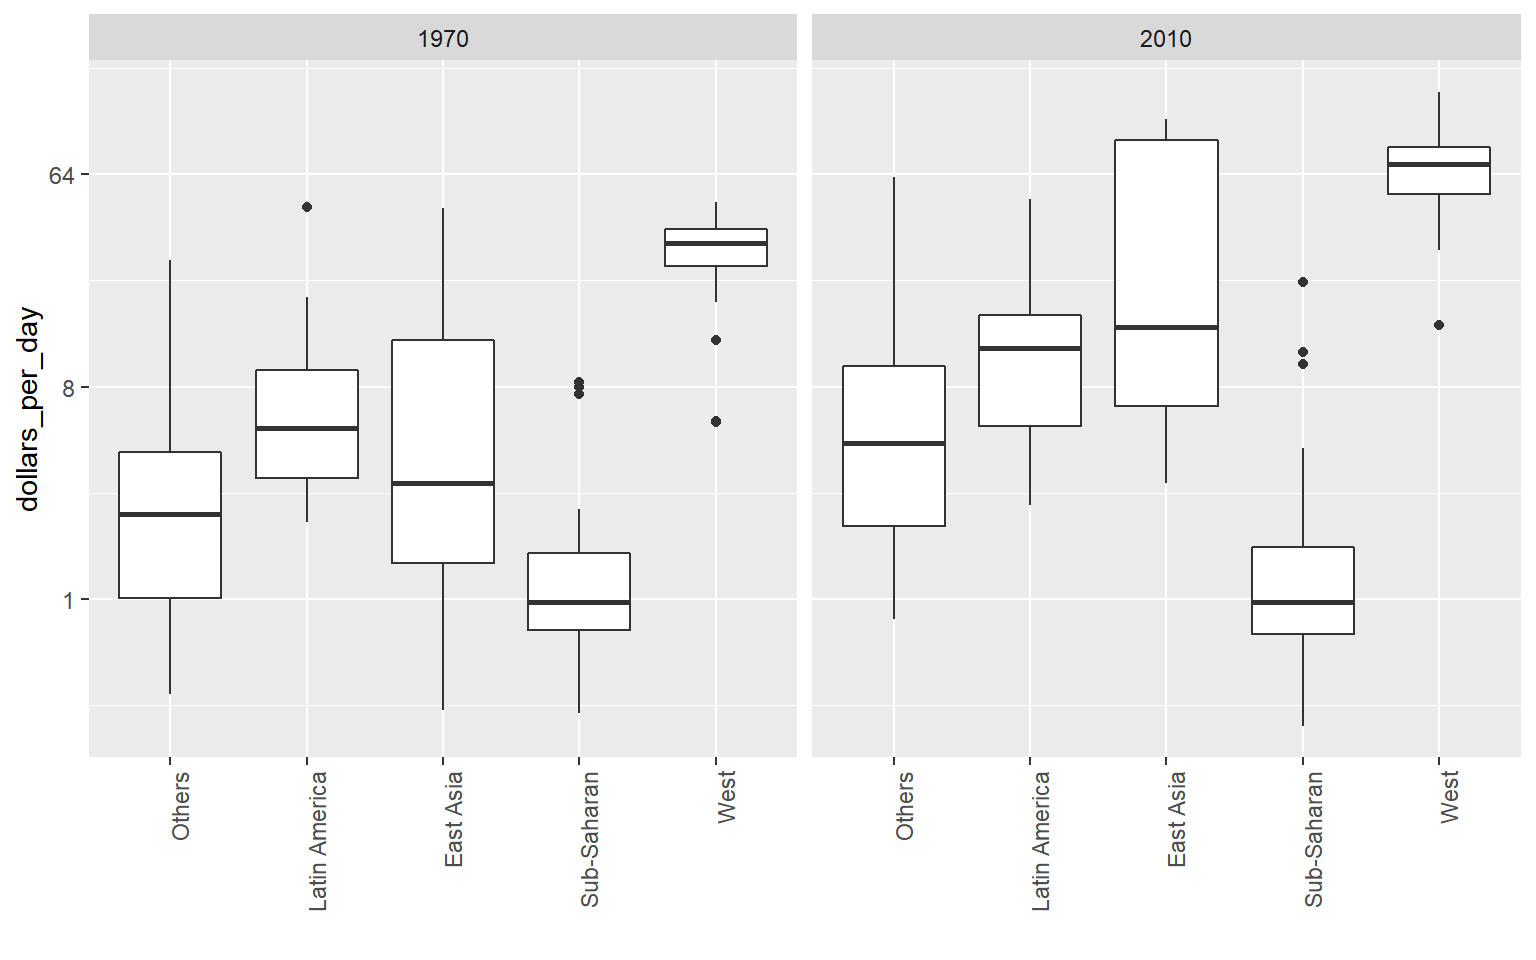 1970
2010
64
8
1
dollars_per_day
Others
Latin America
East Asia
Sub-Saharan
West
Others
Latin America
East Asia
Sub-Saharan
West